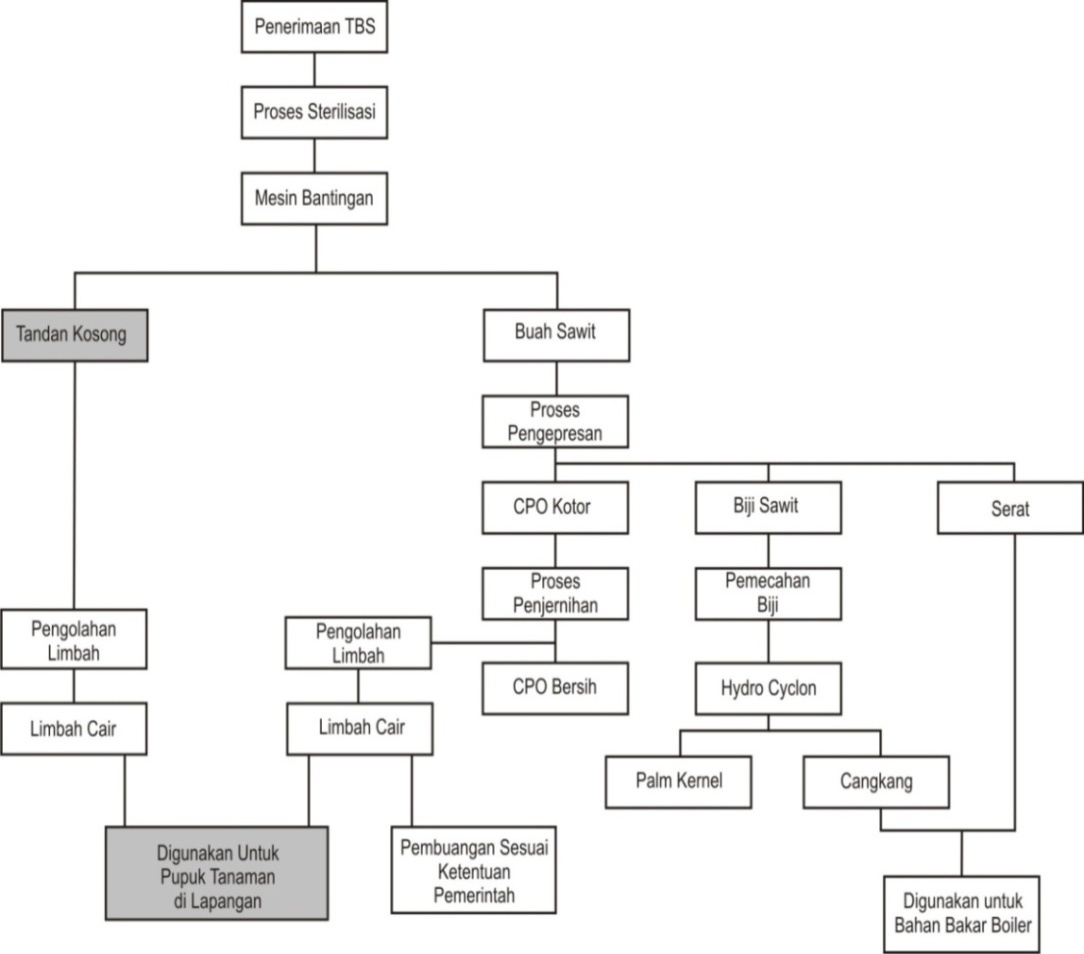 Penerimaan TBS
Proses Sterilisasi
Mesin Bantingan
Tandan Kosong
Buah Sawit
Proses
Pengepresan
CPO Kotor
Biji Sawit
Serat
Proses
Penjernihan
Pemecahan
Biji
Pengolahan
Limbah
Pengolahan
Limbah
CPO Bersih
Hydro Cyclon
Limbah Cair
Limbah Cair
Palm Kernel
Cangkang
Digunakan Untuk
Pupuk Tanaman
di Lapangan
Pembuangan Sesuai
Ketentuan
Pemerintah
Digunakan untuk
Bahan Bakar Boiler